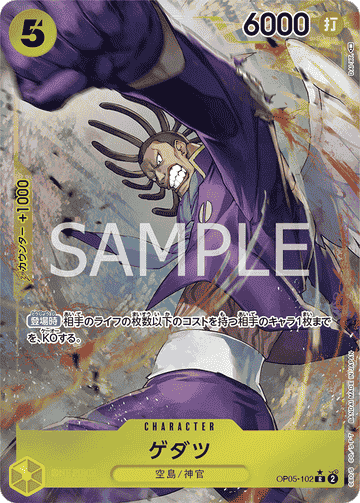 5
6000 打
カウンター +1000
SAMPLE
登場時 相手のライフの枚数以下のコストを持つ相手のキャラ1枚まで
を、KOする。
CHARACTER
ゲダツ
空島/神官
OP05-102 R 2